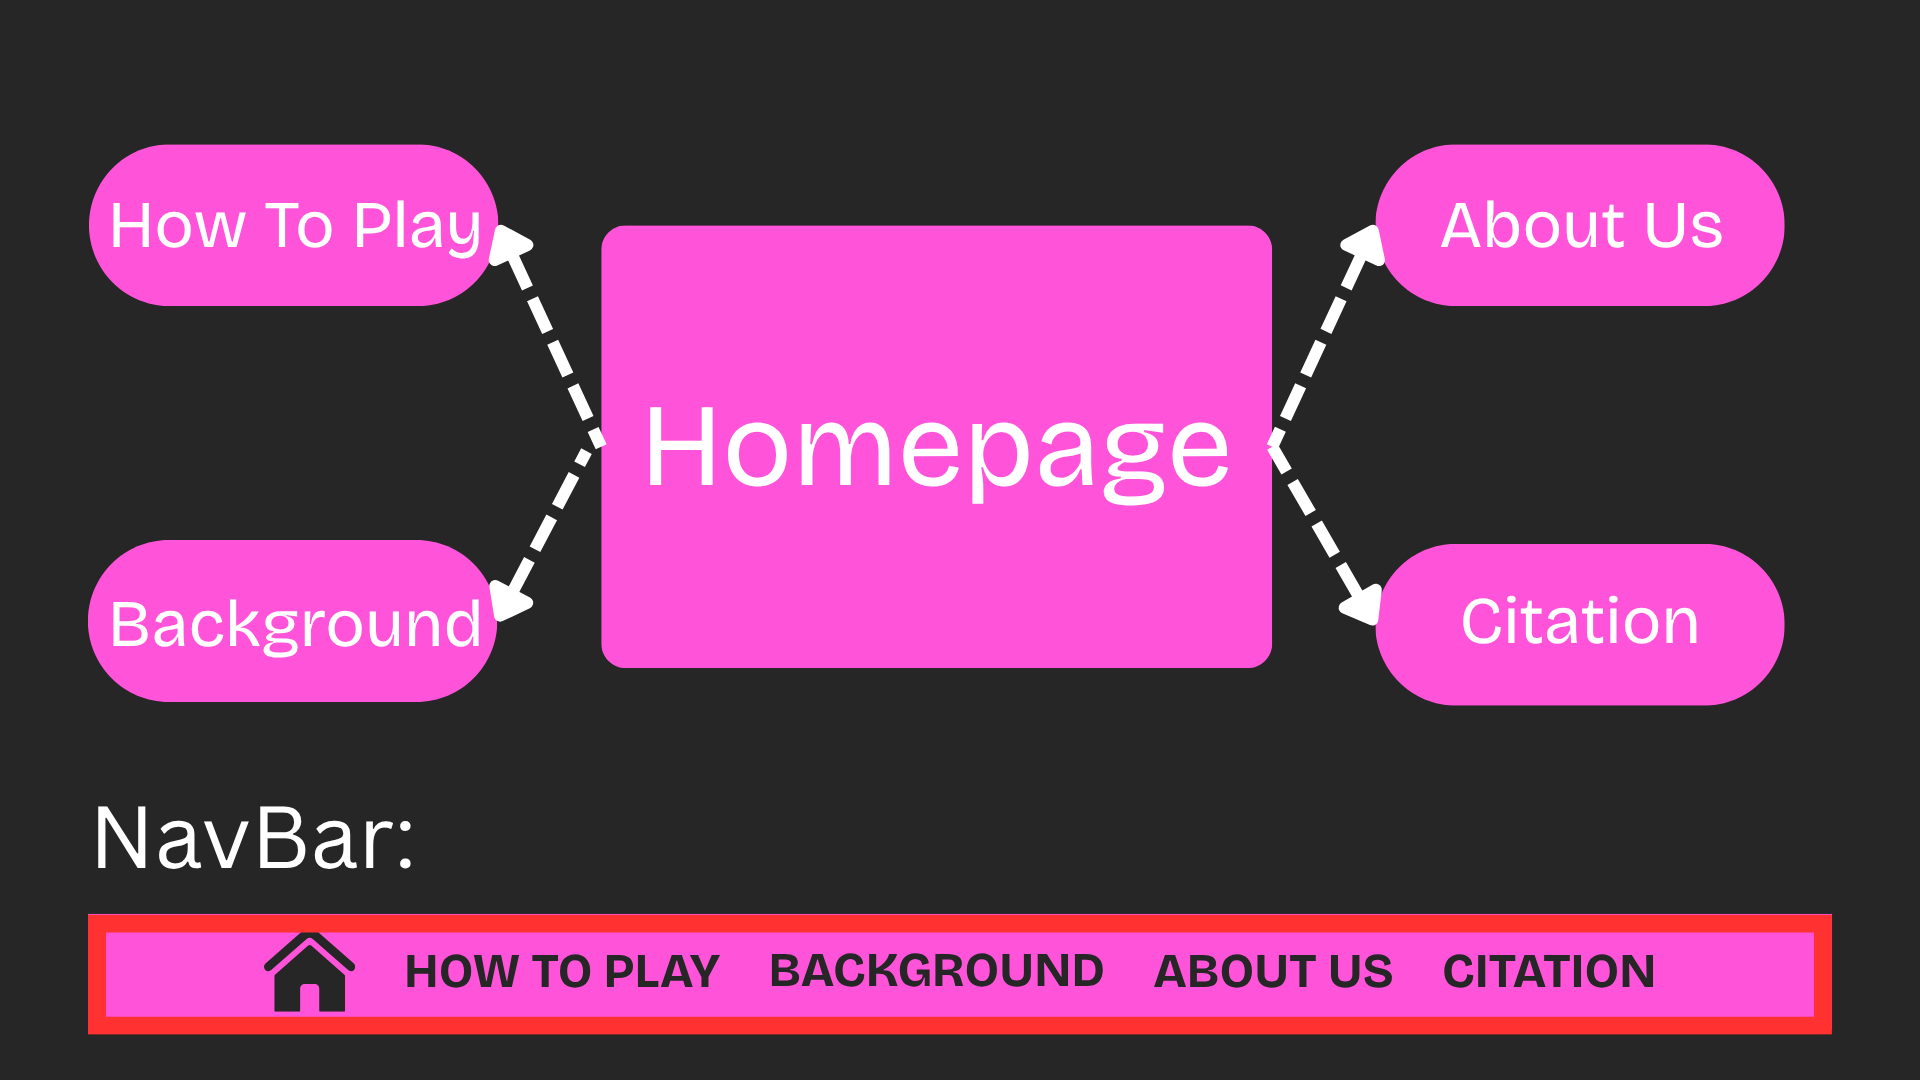 How To Play
About Us
Homepage
Background
Citation
NavBar:
HOW TO PLAY BACKGROUND ABOUT US CITATION